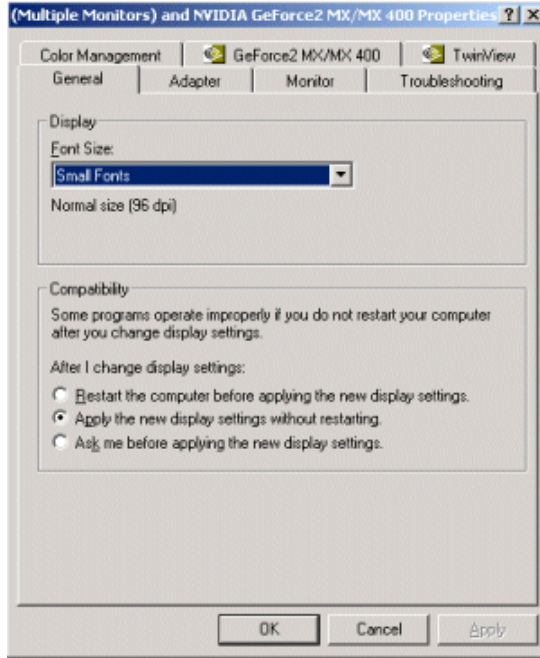 (Multiple Monitors) and NVIDIA GeForce2 MX/MX 400 Properties
Color Management
GeForce2 MX/MX 400
TwinView
General
Adapter
Monitor
Troubleshooting
Display
Font Size:
Small Fonts
Normal size (96 dpi)
Compatibility
Some programs operate improperly if you do not restart your computer
after you change display settings.
After I change display settings:
Restart the computer before applying the new display settings.
Apply the new display settings without restarting.
Ask me before applying the new display settings.
OK
Cancel
Apply